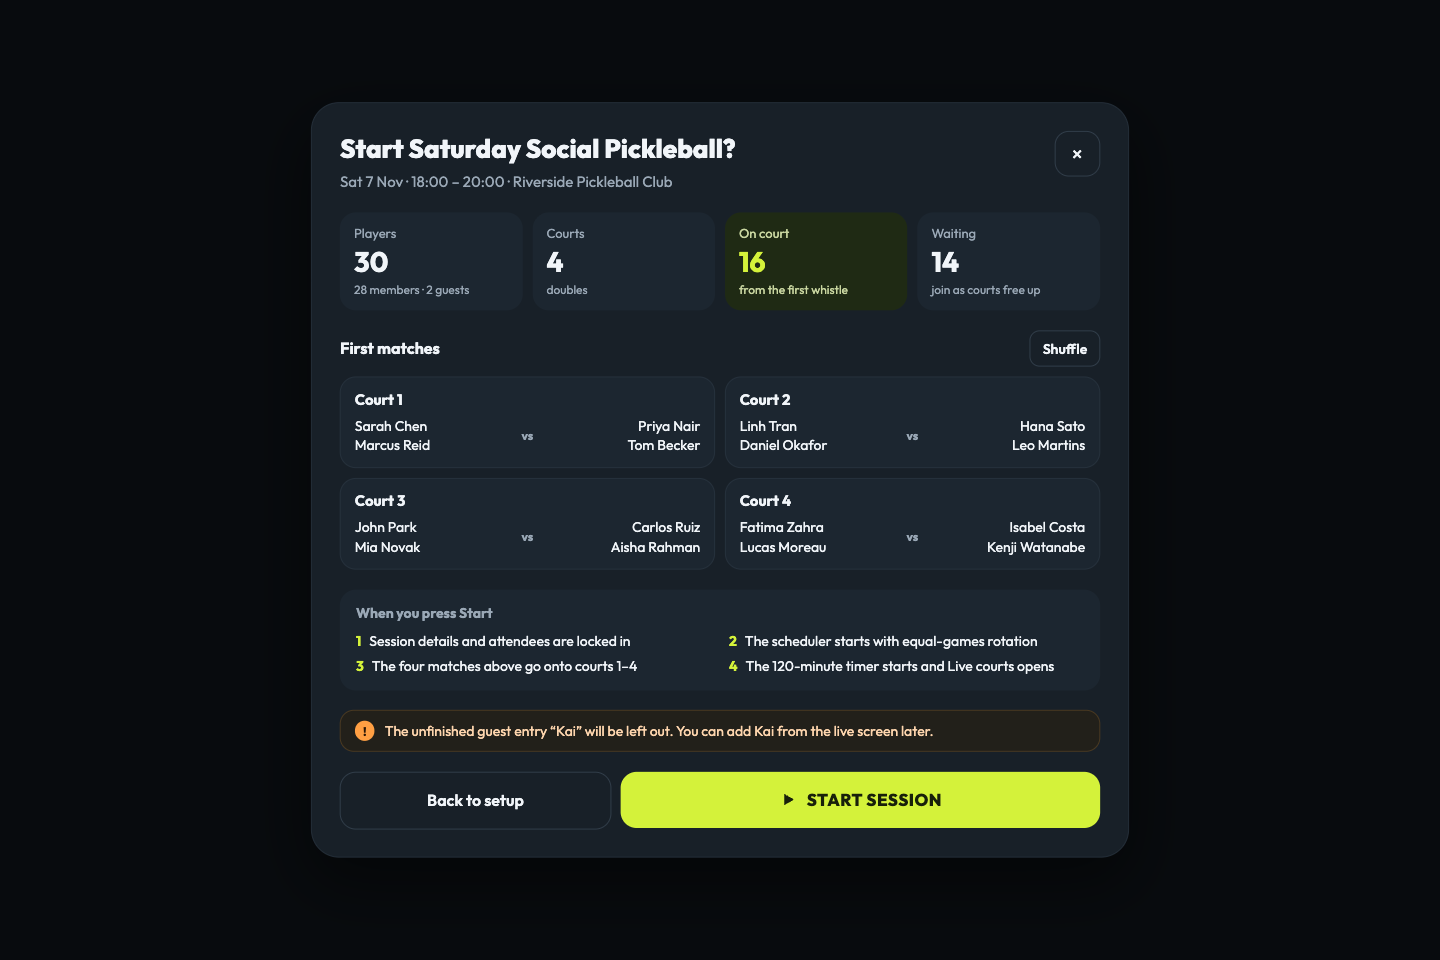 Start Saturday Social Pickleball?
×
Sat 7 Nov · 18:00 – 20:00 · Riverside Pickleball Club
Players
30
28 members · 2 guests
Courts
4
doubles
On court
16
from the first whistle
Waiting
14
join as courts free up
First matches
Shuffle
Court 1
Sarah Chen
Marcus Reid
vs
Priya Nair
Tom Becker
Court 2
Linh Tran
Daniel Okafor
vs
Hana Sato
Leo Martins
Court 3
John Park
Mia Novak
vs
Carlos Ruiz
Aisha Rahman
Court 4
Fatima Zahra
Lucas Moreau
vs
Isabel Costa
Kenji Watanabe
When you press Start
1 Session details and attendees are locked in
2 The scheduler starts with equal-games rotation
3 The four matches above go onto courts 1–4
4 The 120-minute timer starts and Live courts opens
! The unfinished guest entry “Kai” will be left out. You can add Kai from the live screen later.
Back to setup
START SESSION